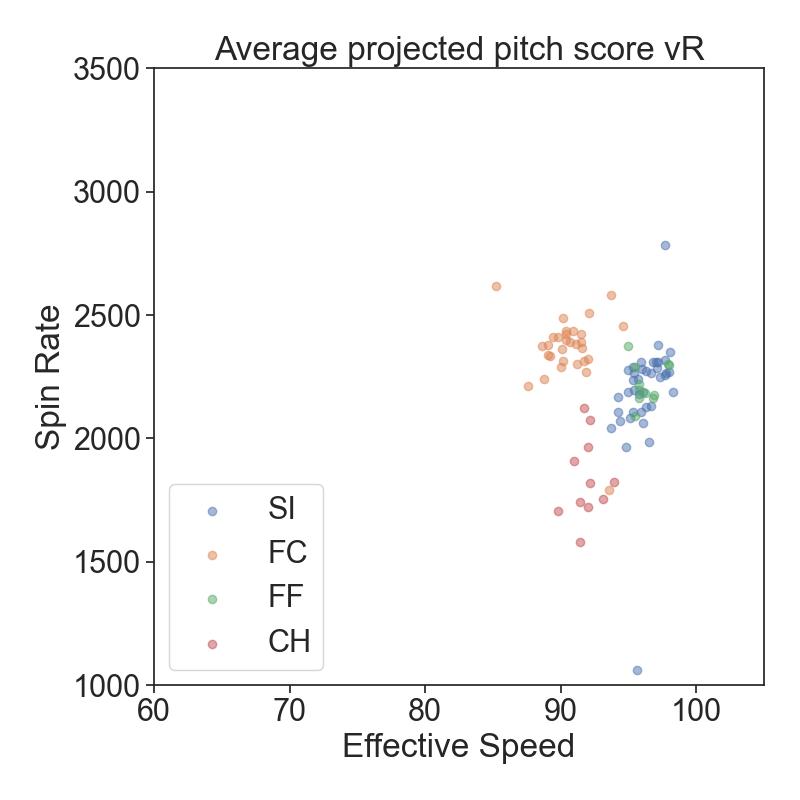 Average projected pitch score vR
3500
3000
2500
2000
1500
1000
Spin Rate
SI
FC
FF
CH
60
70
80
90
100
Effective Speed